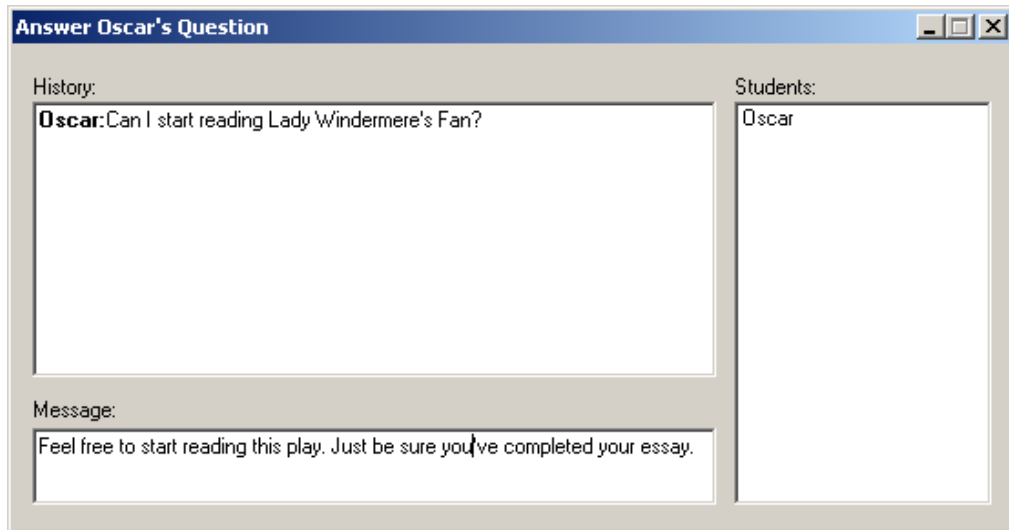 Answer Oscar's Question
History:
Students:
Oscar:Can I start reading Lady Windermere's Fan?
Oscar
Message:
Feel free to start reading this play. Just be sure you've completed your essay.